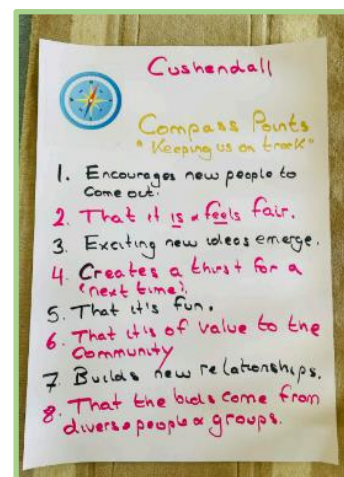 Cushendall
Compass Points
"Keeping us on track"
1. Encourages new people to
come out.
2. That it is & feels fair.
3. Exciting new ideas emerge.
4. Creates a thirst for a
'next time'.
5. That it's fun.
6. That it is of value to the
Community
7. Builds new relationships.
8. That the bids come from
diverse people & groups.